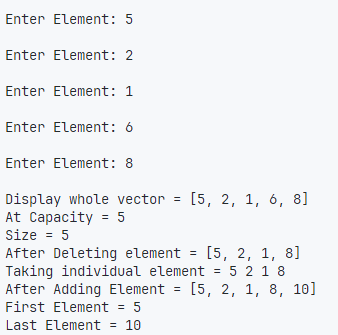 Enter Element: 5
Enter Element: 2
Enter Element: 1
Enter Element: 6
Enter Element: 8
Display whole vector = [5, 2, 1, 6, 8]
At Capacity = 5
Size = 5
After Deleting element = [5, 2, 1, 8]
Taking individual element = 5 2 1 8
After Adding Element = [5, 2, 1, 8, 10]
First Element = 5
Last Element = 10